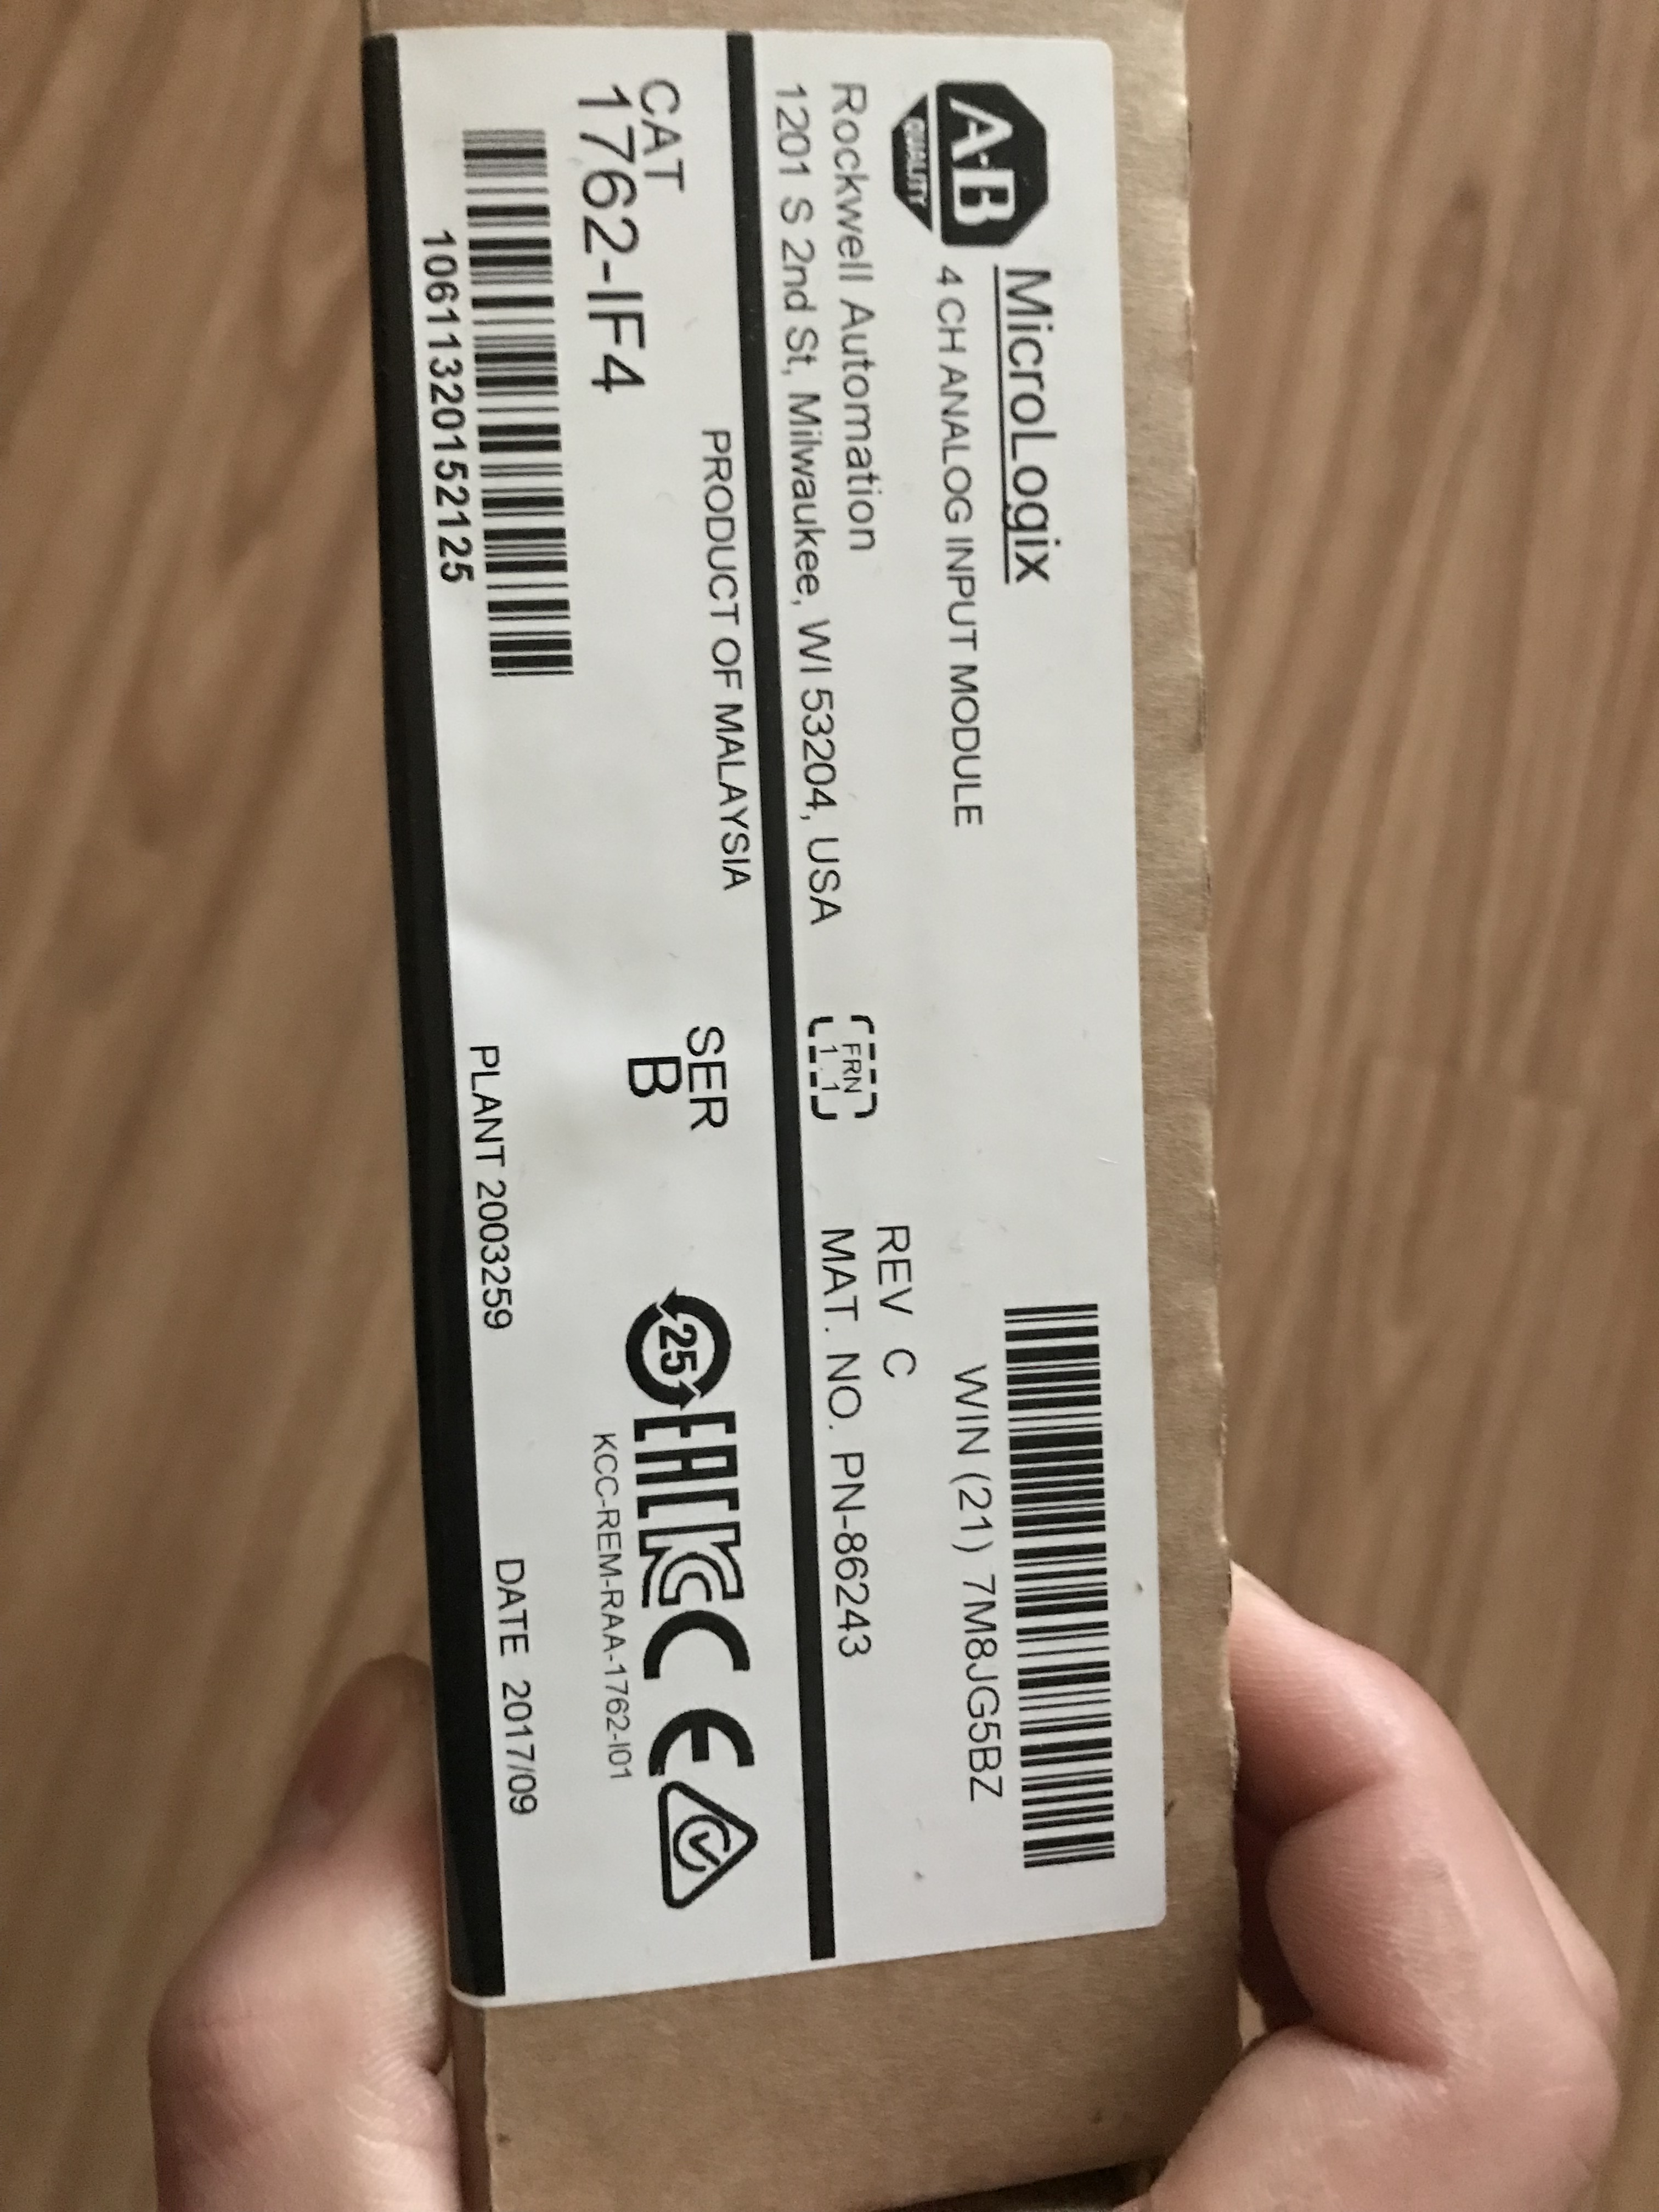 A-B
QUALITY
MicroLogix
4 CH ANALOG INPUT MODULE
WIN (21) 7M8JG5BZ
Rockwell Automation
1201 S 2nd St, Milwaukee, WI 53204, USA
FRN
1.1
REV C
MAT. NO. PN-86243
PRODUCT OF MALAYSIA
CAT
1762-IF4
SER
B
25
EAC
KC
CE
KCC-REM-RAA-1762-I01
10611320152125
PLANT 2003259
DATE 2017/09